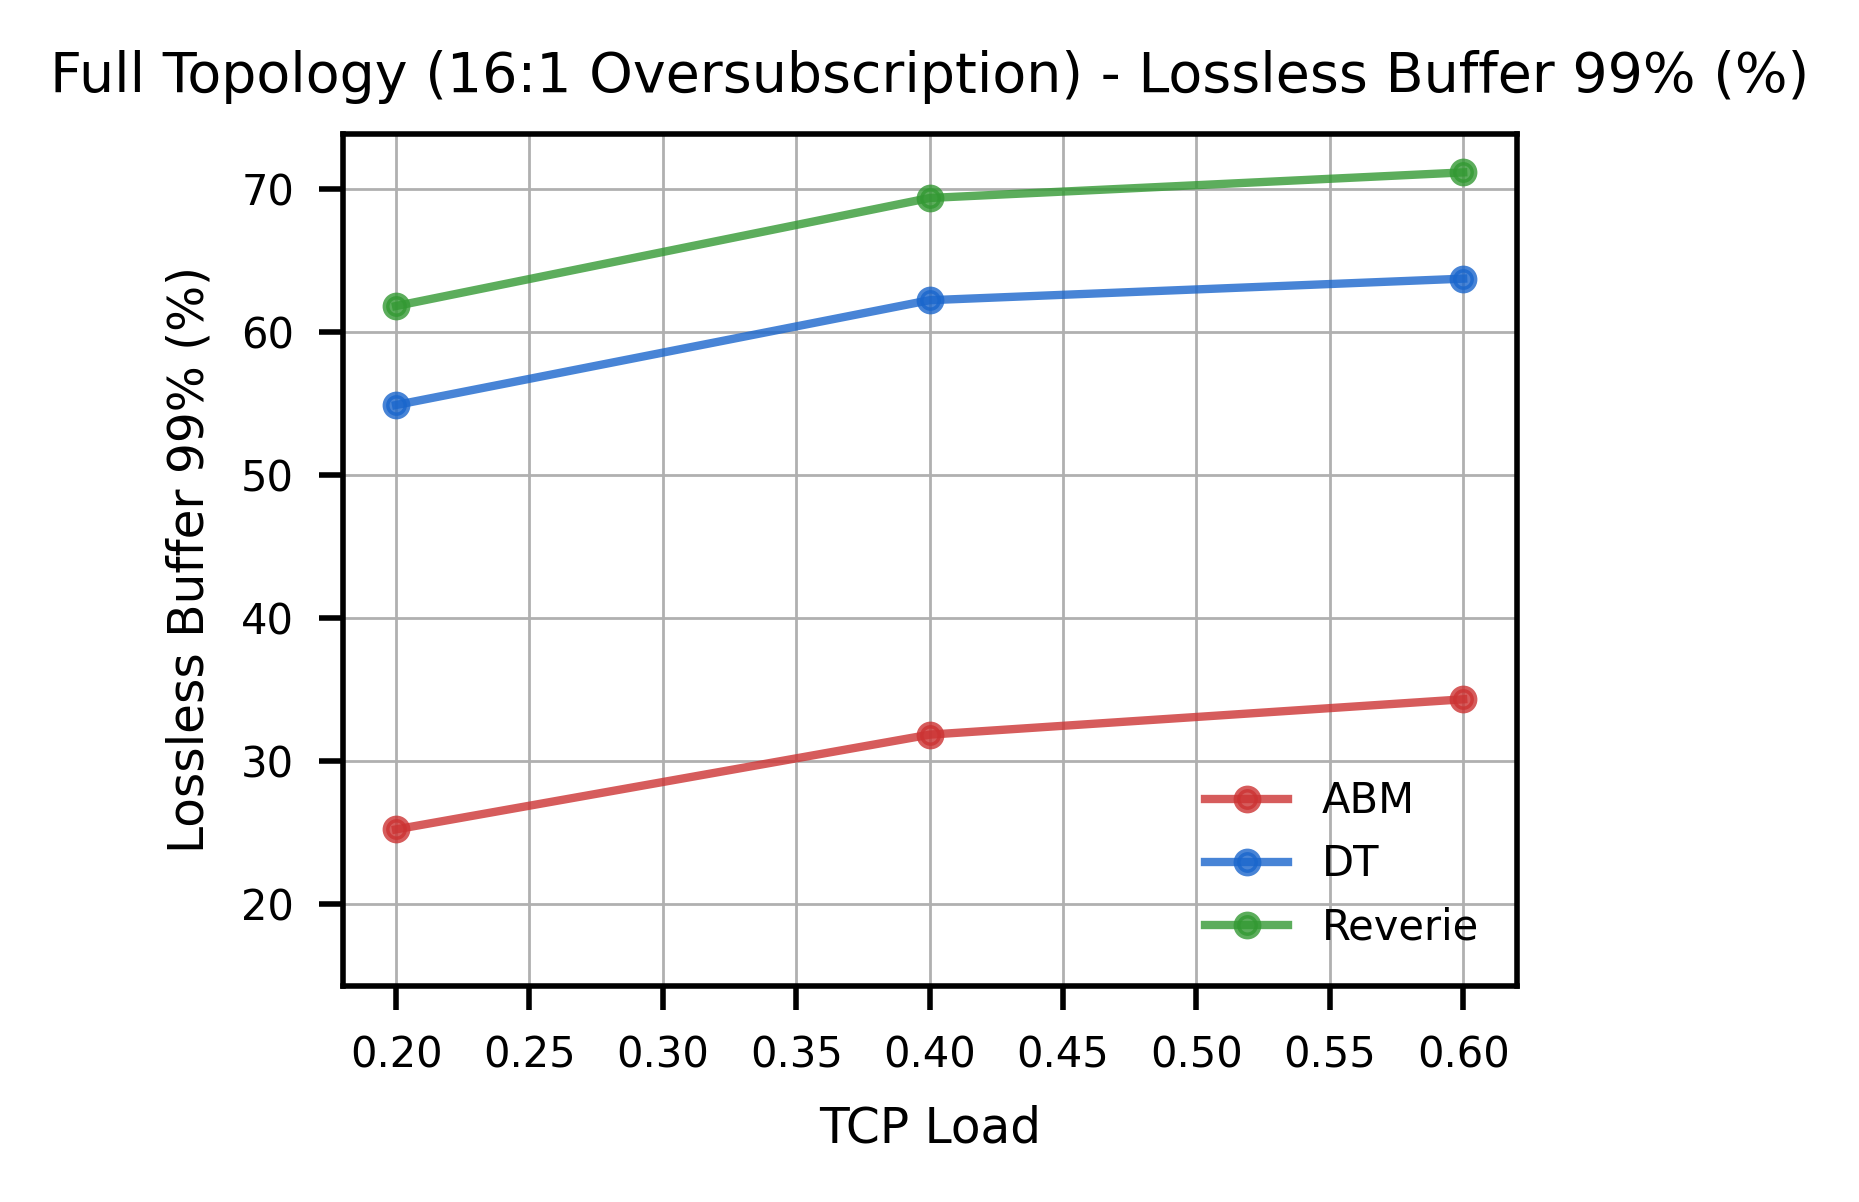 Full Topology (16:1 Oversubscription) - Lossless Buffer 99% (%)
Lossless Buffer 99% (%)
70
60
50
40
30
20
ABM
DT
Reverie
0.20 0.25 0.30 0.35 0.40 0.45 0.50 0.55 0.60
TCP Load